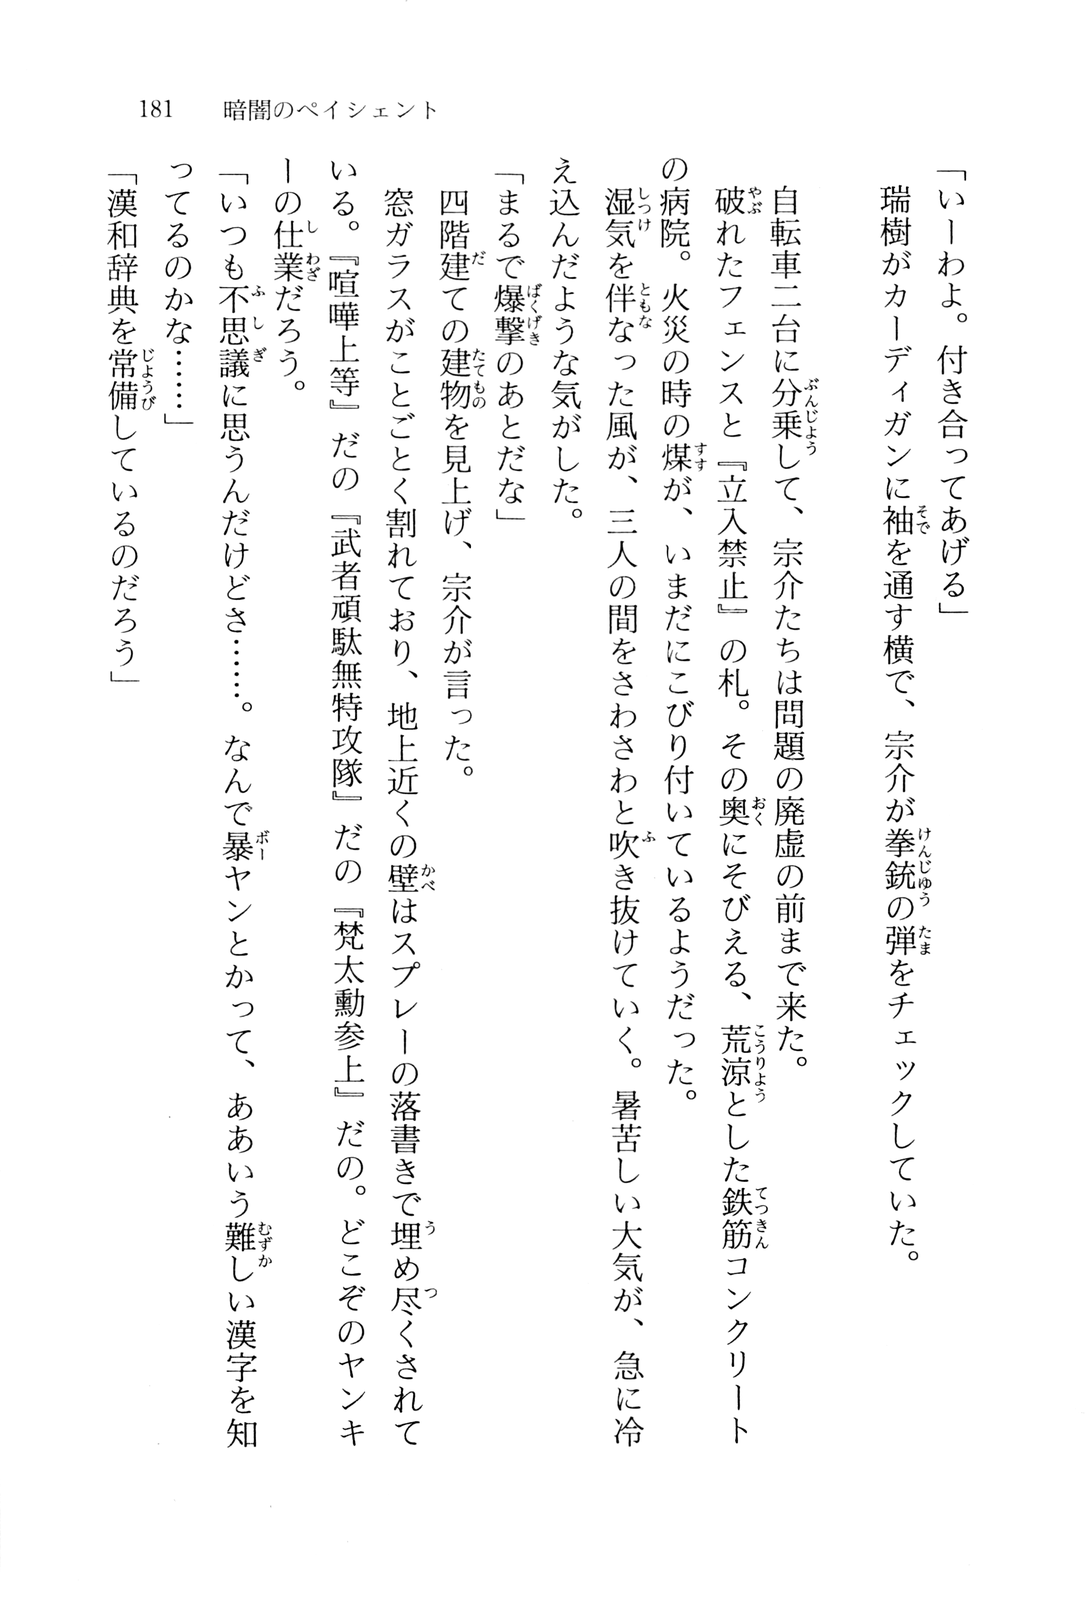 181　暗闇のペイシェント
「いーわよ。付き合ってあげる」
　瑞樹がカーディガンに袖を通す横で、宗介が拳銃の弾をチェックしていた。
　自転車二台に分乗して、宗介たちは問題の廃虚の前まで来た。
　破れたフェンスと『立入禁止』の札。その奥にそびえる、荒涼とした鉄筋コンクリート
の病院。火災の時の煤が、いまだにこびり付いているようだった。
　湿気を伴なった風が、三人の間をさわさわと吹き抜けていく。暑苦しい大気が、急に冷
え込んだような気がした。
「まるで爆撃のあとだな」
　四階建ての建物を見上げ、宗介が言った。
　窓ガラスがことごとく割れており、地上近くの壁はスプレーの落書きで埋め尽くされて
いる。『喧嘩上等』だの『武者頑駄無特攻隊』だの『梵太勳参上』だの。どこぞのヤンキ
ーの仕業だろう。
「いつも不思議に思うんだけどさ……。なんで暴ヤンとかって、ああいう難しい漢字を知
ってるのかな……」
「漢和辞典を常備しているのだろう」